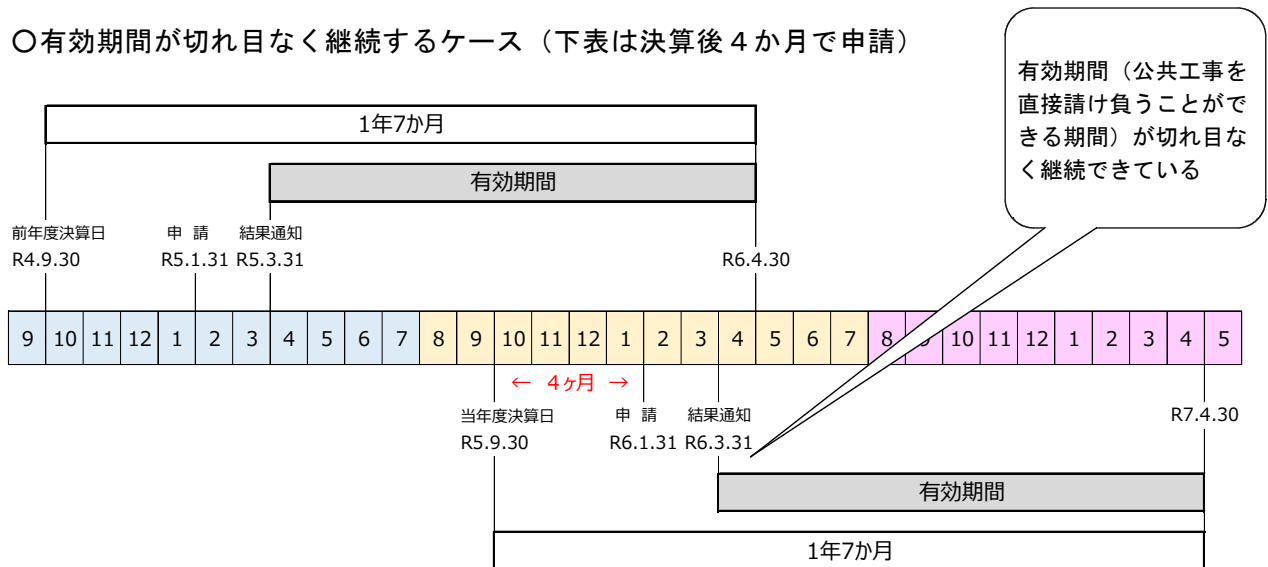 〇有効期間が切れ目なく継続するケース（下表は決算後４か月で申請）
有効期間（公共工事を
直接請け負うことがで
きる期間）が切れ目な
く継続できている
1年7か月
有効期間
前年度決算日 申 請 結果通知
R4.9.30 R5.1.31 R5.3.31 R6.4.30
9 10 11 12 1 2 3 4 5 6 7 8 9 10 11 12 1 2 3 4 5 6 7 8 9 10 11 12 1 2 3 4 5
← 4ヶ月 →
当年度決算日 申 請 結果通知 R7.4.30
R5.9.30 R6.1.31 R6.3.31
有効期間
1年7か月